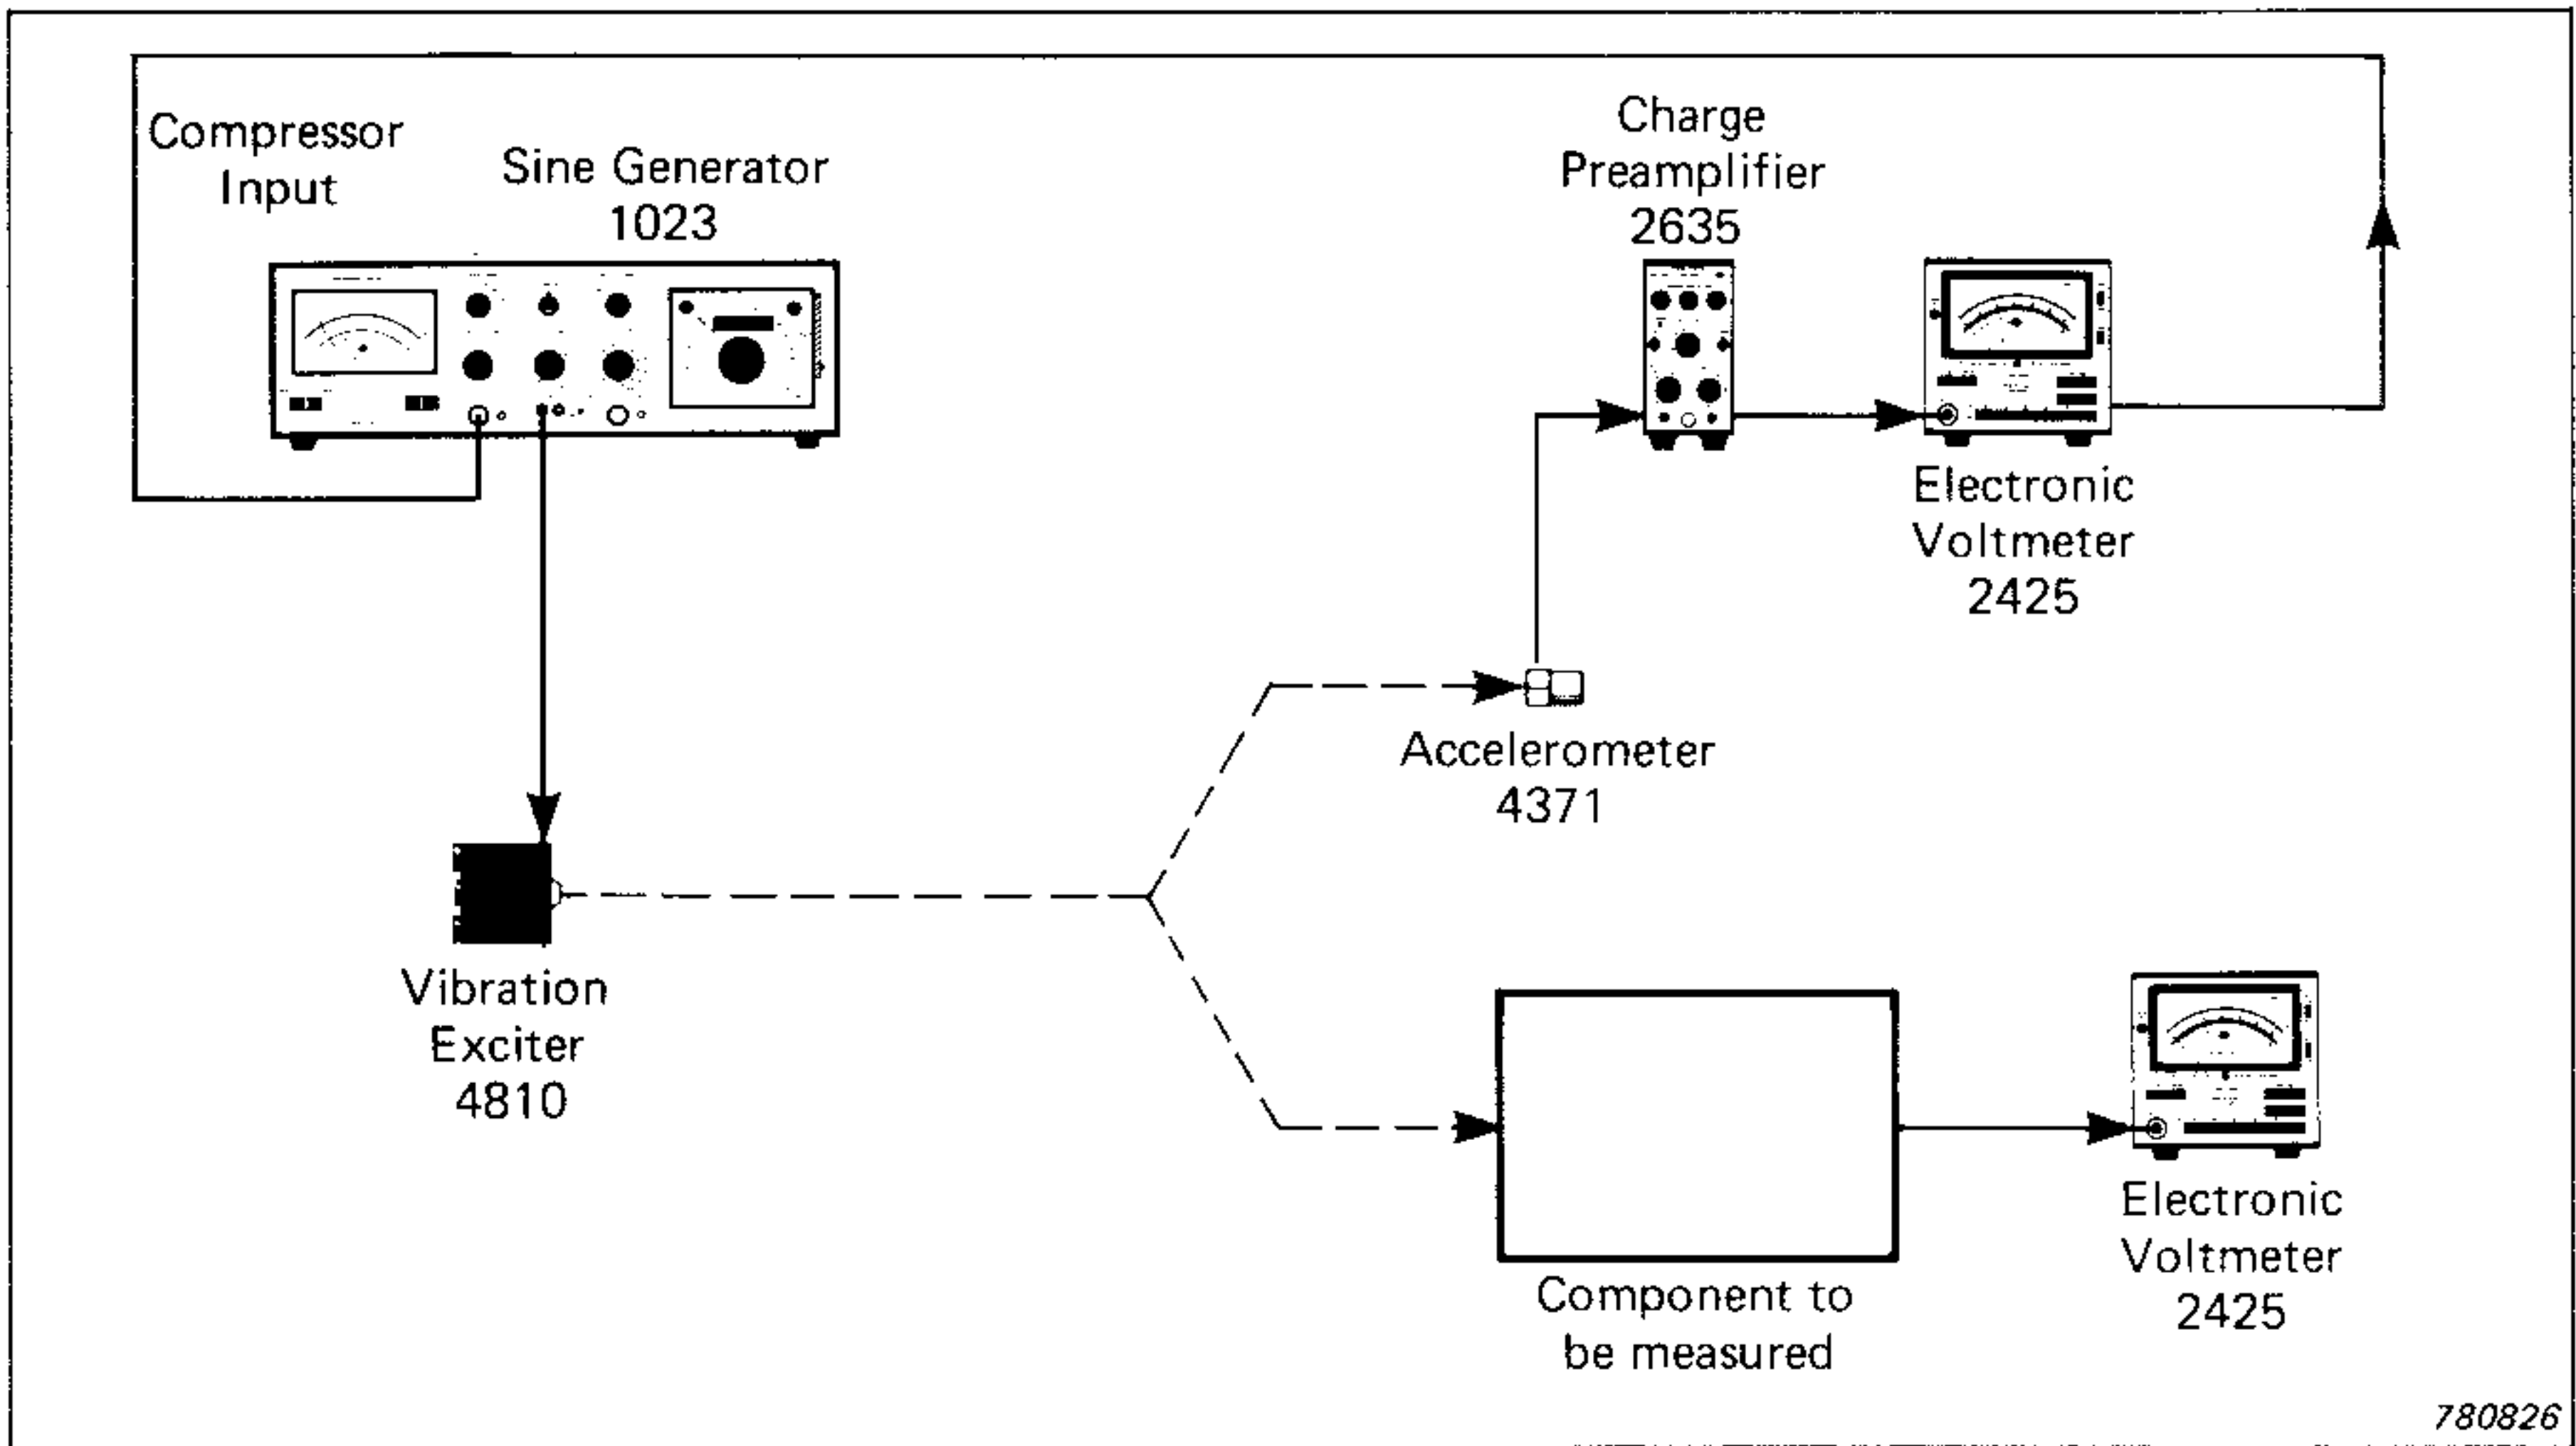 Compressor
Input
Sine Generator
1023
Charge
Preamplifier
2635
Electronic
Voltmeter
2425
Accelerometer
4371
Vibration
Exciter
4810
Component to
be measured
Electronic
Voltmeter
2425
780826